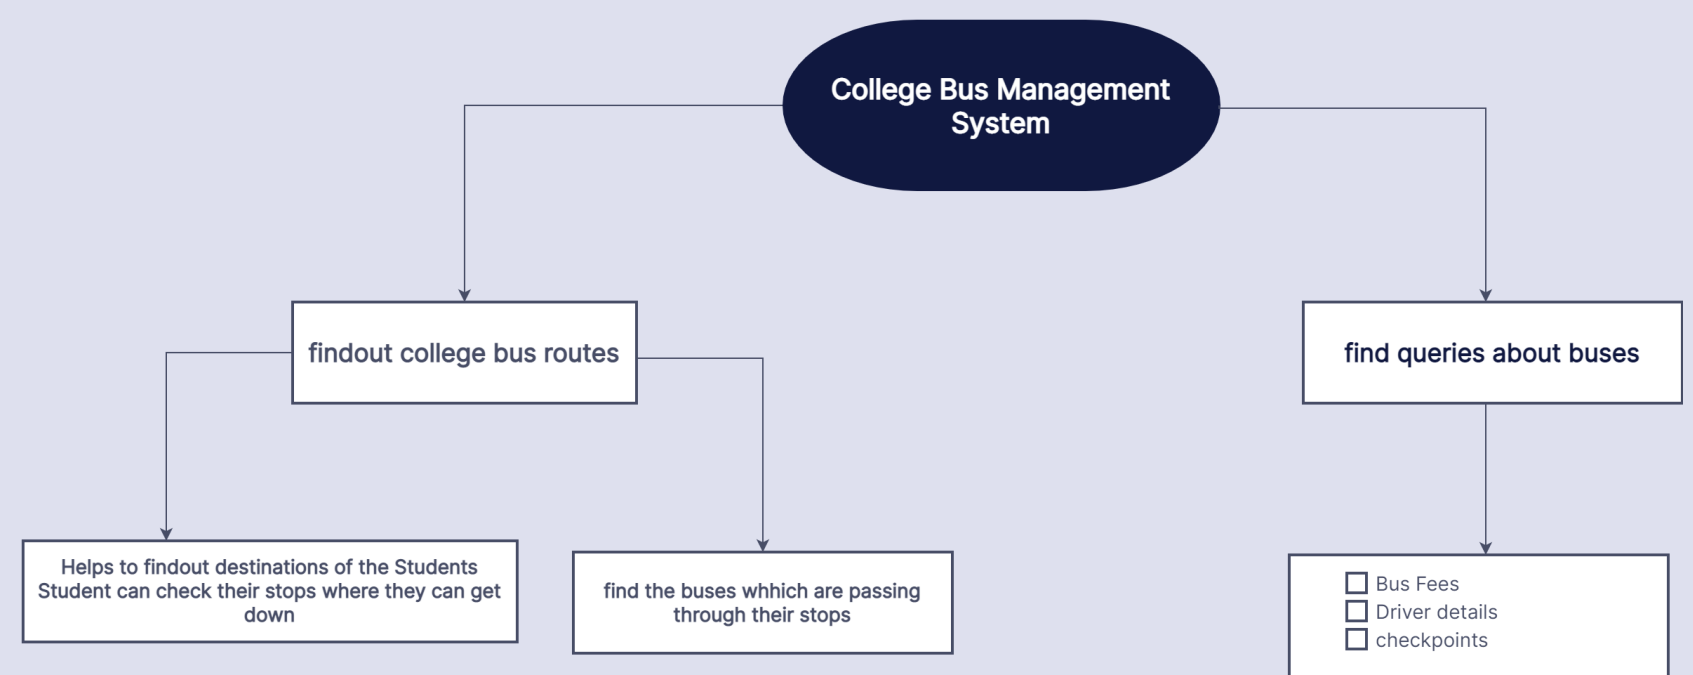 College Bus Management
System
findout college bus routes
find queries about buses
Helps to findout destinations of the Students
Student can check their stops where they can get
down
find the buses whhich are passing
through their stops
Bus Fees
Driver details
checkpoints